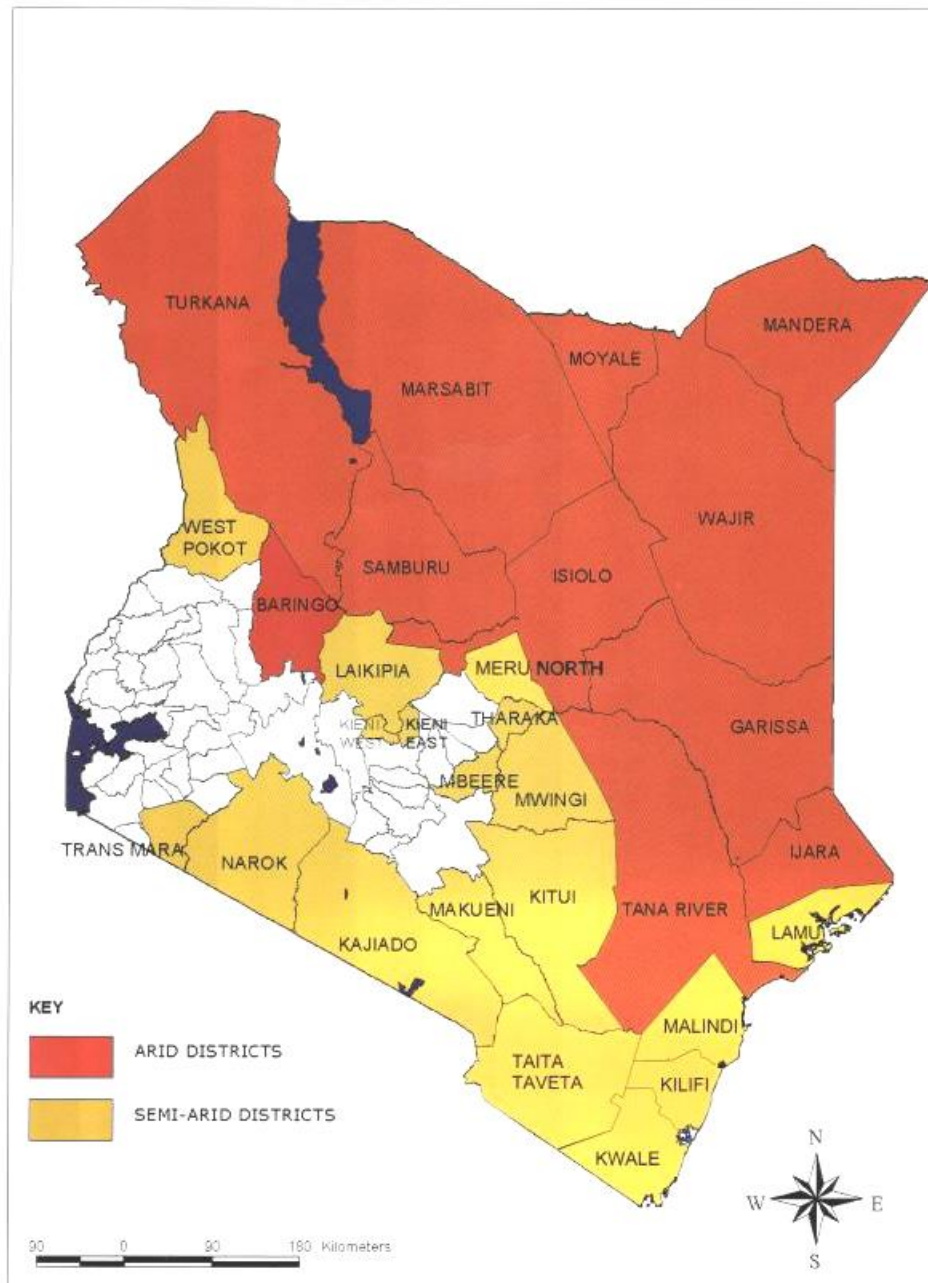 TURKANA
MANDERA
MOYALE
MARSABIT
WAJIR
WEST
POKOT
SAMBURU
ISIOLO
BARINGO
LAIKIPIA
MERU NORTH
THARAKA
KIENI
WEST
KIENI
EAST
GARISSA
MBEERE
MWINGI
TRANS MARA
NAROK
IJARA
KITUI
MAKUENI
TANA RIVER
LAMU
KAJIADO
MALINDI
TAITA
TAVETA
KILIFI
KWALE
KEY
ARID DISTRICTS
SEMI-ARID DISTRICTS
N
W
E
S
90 0 90 180 Kilometers